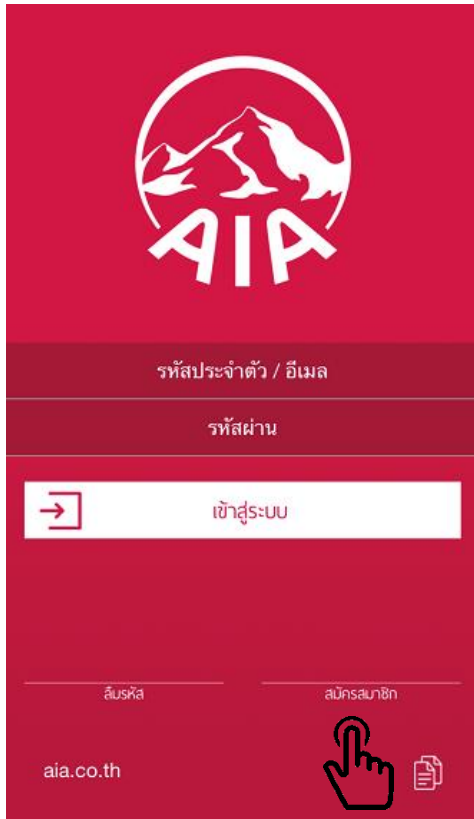 AIA
รหัสประจำตัว / อีเมล
รหัสผ่าน
เข้าสู่ระบบ
ลืมรหัส
สมัครสมาชิก
aia.co.th